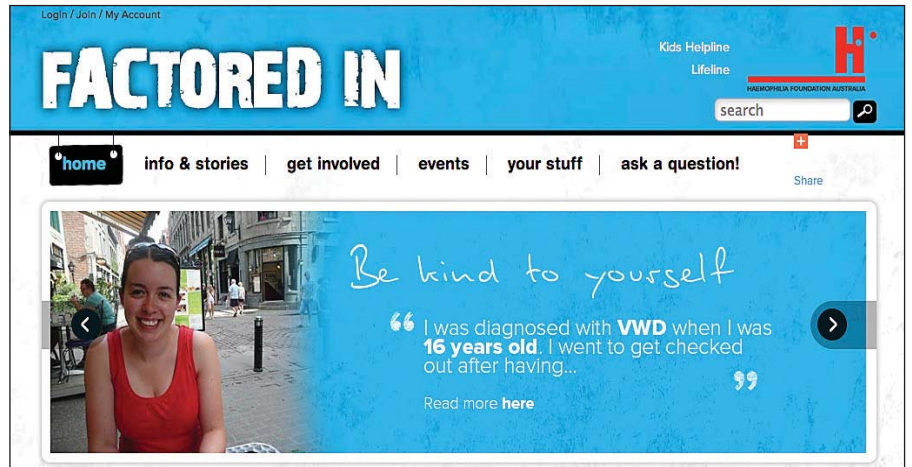 Login / Join / My Account
FACTORED IN
Kids Helpline
Lifeline
H
HAEMOPHILIA FOUNDATION AUSTRALIA
search
home
info & stories
get involved
events
your stuff
ask a question!
Share
Be kind to yourself
“ I was diagnosed with VWD when I was
16 years old. I went to get checked
out after having...
”
Read more here